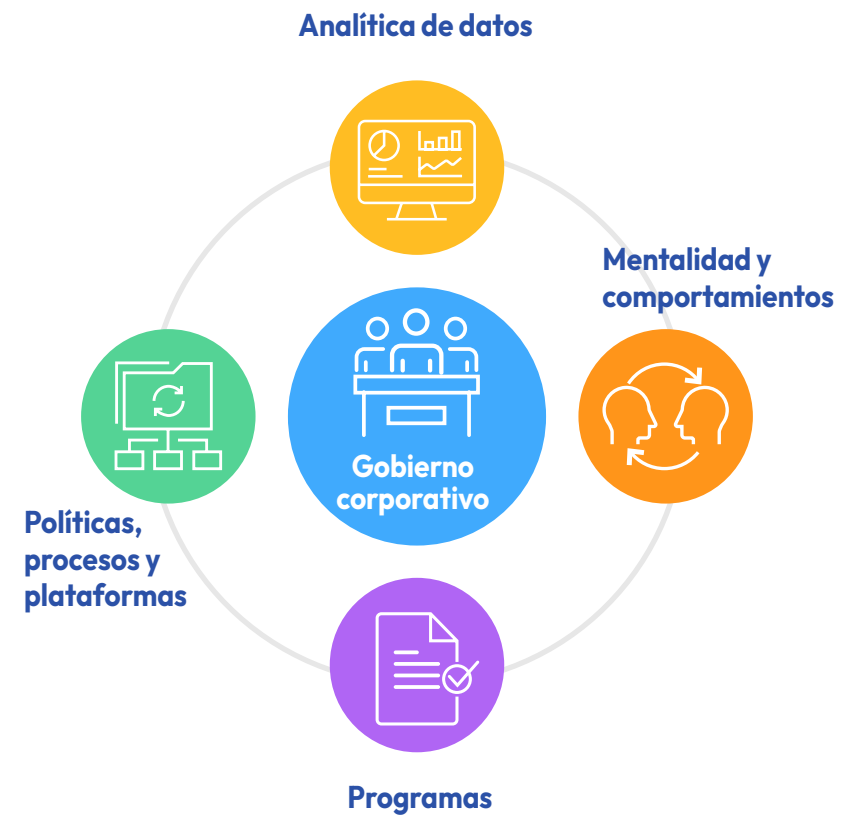 Analítica de datos
Mentalidad y
comportamientos
Gobierno
corporativo
Políticas,
procesos y
plataformas
Programas